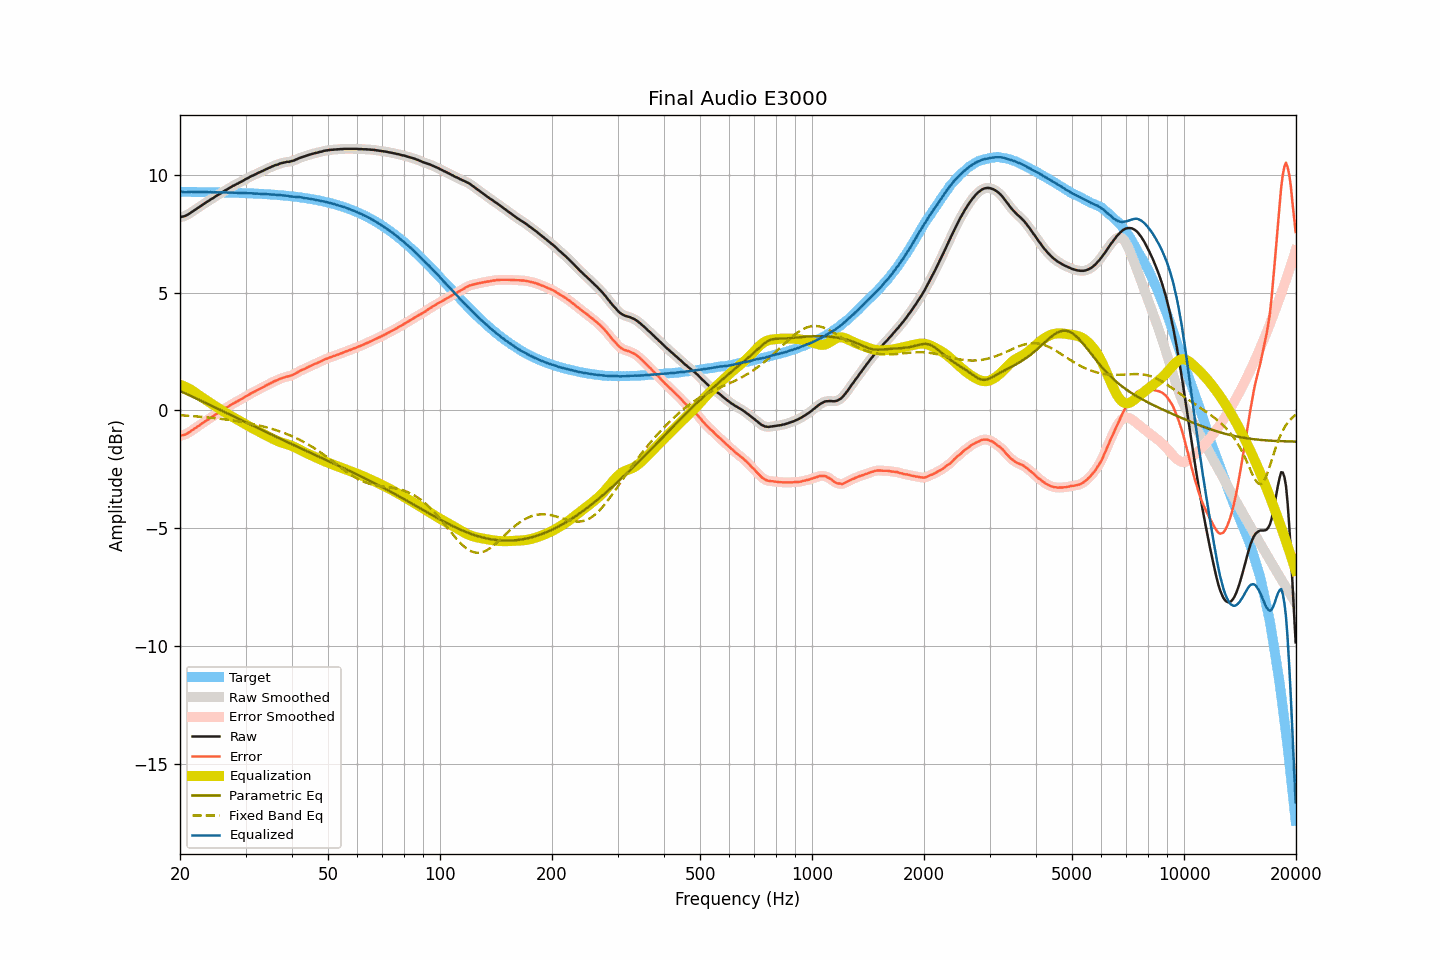 Final Audio E3000
10
5
0
−5
−10
−15
Amplitude (dBr)
Target
Raw Smoothed
Error Smoothed
Raw
Error
Equalization
Parametric Eq
Fixed Band Eq
Equalized
20 50 100 200 500 1000 2000 5000 10000 20000
Frequency (Hz)